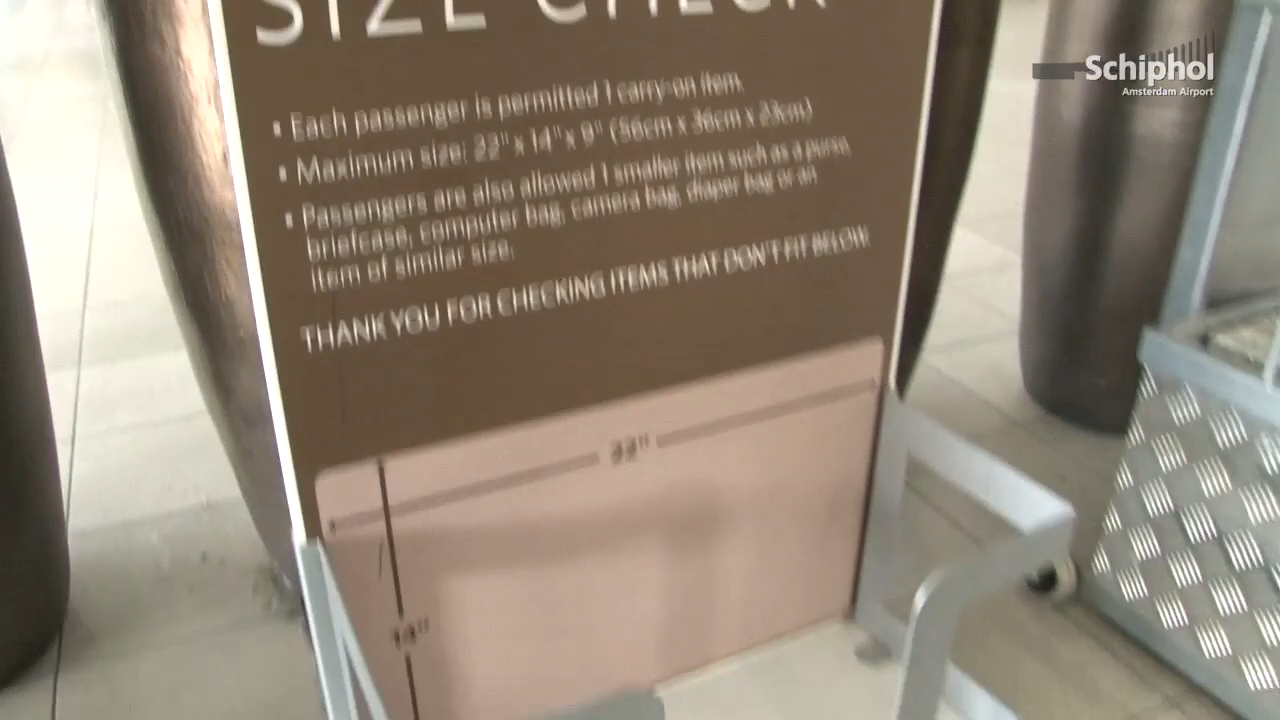 SIZE CHECK
Schiphol
Amsterdam Airport
• Each passenger is permitted 1 carry-on item.
• Maximum size: 22" x 14" x 9" (56cm x 36cm x 23cm)
• Passengers are also allowed 1 smaller item such as a purse,
briefcase, computer bag, camera bag, diaper bag or an
item of similar size.
THANK YOU FOR CHECKING ITEMS THAT DON'T FIT BELOW.
22"
14"